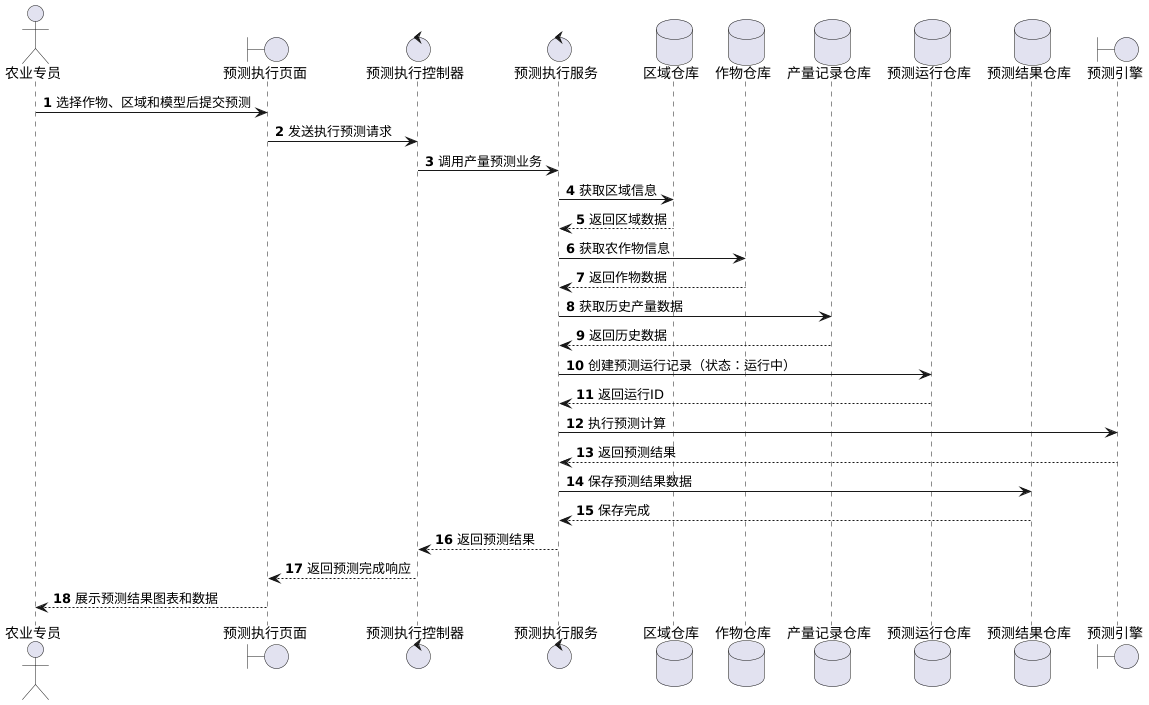 农业专员
预测执行页面
预测执行控制器
预测执行服务
区域仓库
作物仓库
产量记录仓库
预测运行仓库
预测结果仓库
预测引擎
1 选择作物、区域和模型后提交预测
2 发送执行预测请求
3 调用产量预测业务
4 获取区域信息
5 返回区域数据
6 获取农作物信息
7 返回作物数据
8 获取历史产量数据
9 返回历史数据
10 创建预测运行记录（状态：运行中）
11 返回运行ID
12 执行预测计算
13 返回预测结果
14 保存预测结果数据
15 保存完成
16 返回预测结果
17 返回预测完成响应
18 展示预测结果图表和数据
农业专员
预测执行页面
预测执行控制器
预测执行服务
区域仓库
作物仓库
产量记录仓库
预测运行仓库
预测结果仓库
预测引擎